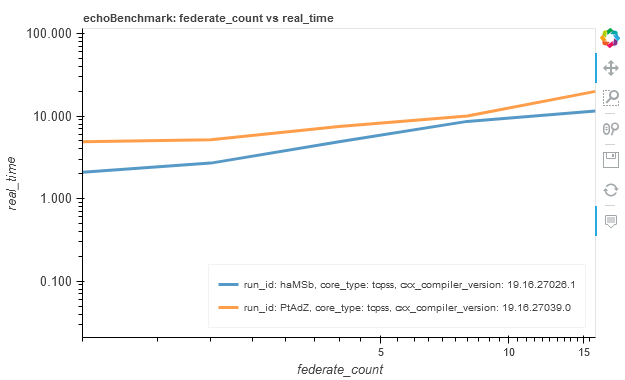 echoBenchmark: federate_count vs real_time
100.000
10.000
1.000
0.100
real_time
run_id: haMSb, core_type: tcpss, cxx_compiler_version: 19.16.27026.1
run_id: PtAdZ, core_type: tcpss, cxx_compiler_version: 19.16.27039.0
5
10
15
federate_count